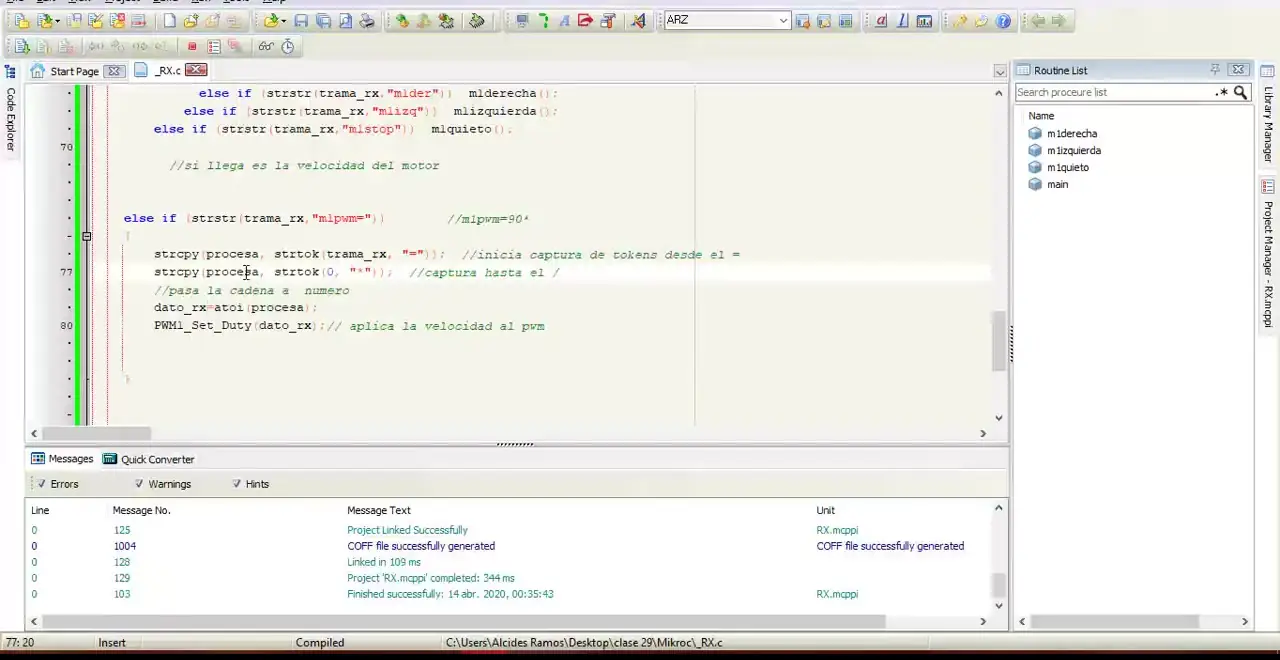 ARZ
Start Page
_RX.c
Routine List
Code Explorer
else if (strstr(trama_rx,"m1der")) m1derecha();
else if (strstr(trama_rx,"m1izq")) m1izquierda();
else if (strstr(trama_rx,"m1stop")) m1quieto();
70
//si llega es la velocidad del motor
else if (strstr(trama_rx,"m1pwm=")) //m1pwm=90*
{
strcpy(procesa, strtok(trama_rx, "=")); //inicia captura de tokens desde el =
77 strcpy(procesa, strtok(0, "*")); //captura hasta el /
//pasa la cadena a numero
dato_rx=atoi(procesa);
80 PWM1_Set_Duty(dato_rx);// aplica la velocidad al pwm
}
Search proceure list
.*
Name
m1derecha
m1izquierda
m1quieto
main
Library Manager
Project Manager - RX.mcppi
Messages Quick Converter
Errors Warnings Hints
Line Message No. Message Text Unit
0 125 Project Linked Successfully RX.mcppi
0 1004 COFF file successfully generated COFF file successfully generated
0 128 Linked in 109 ms
0 129 Project 'RX.mcppi' completed: 344 ms
0 103 Finished successfully: 14 abr. 2020, 00:35:43 RX.mcppi
77: 20 Insert Compiled C:\Users\Alcides Ramos\Desktop\clase 29\Mikroc\_RX.c